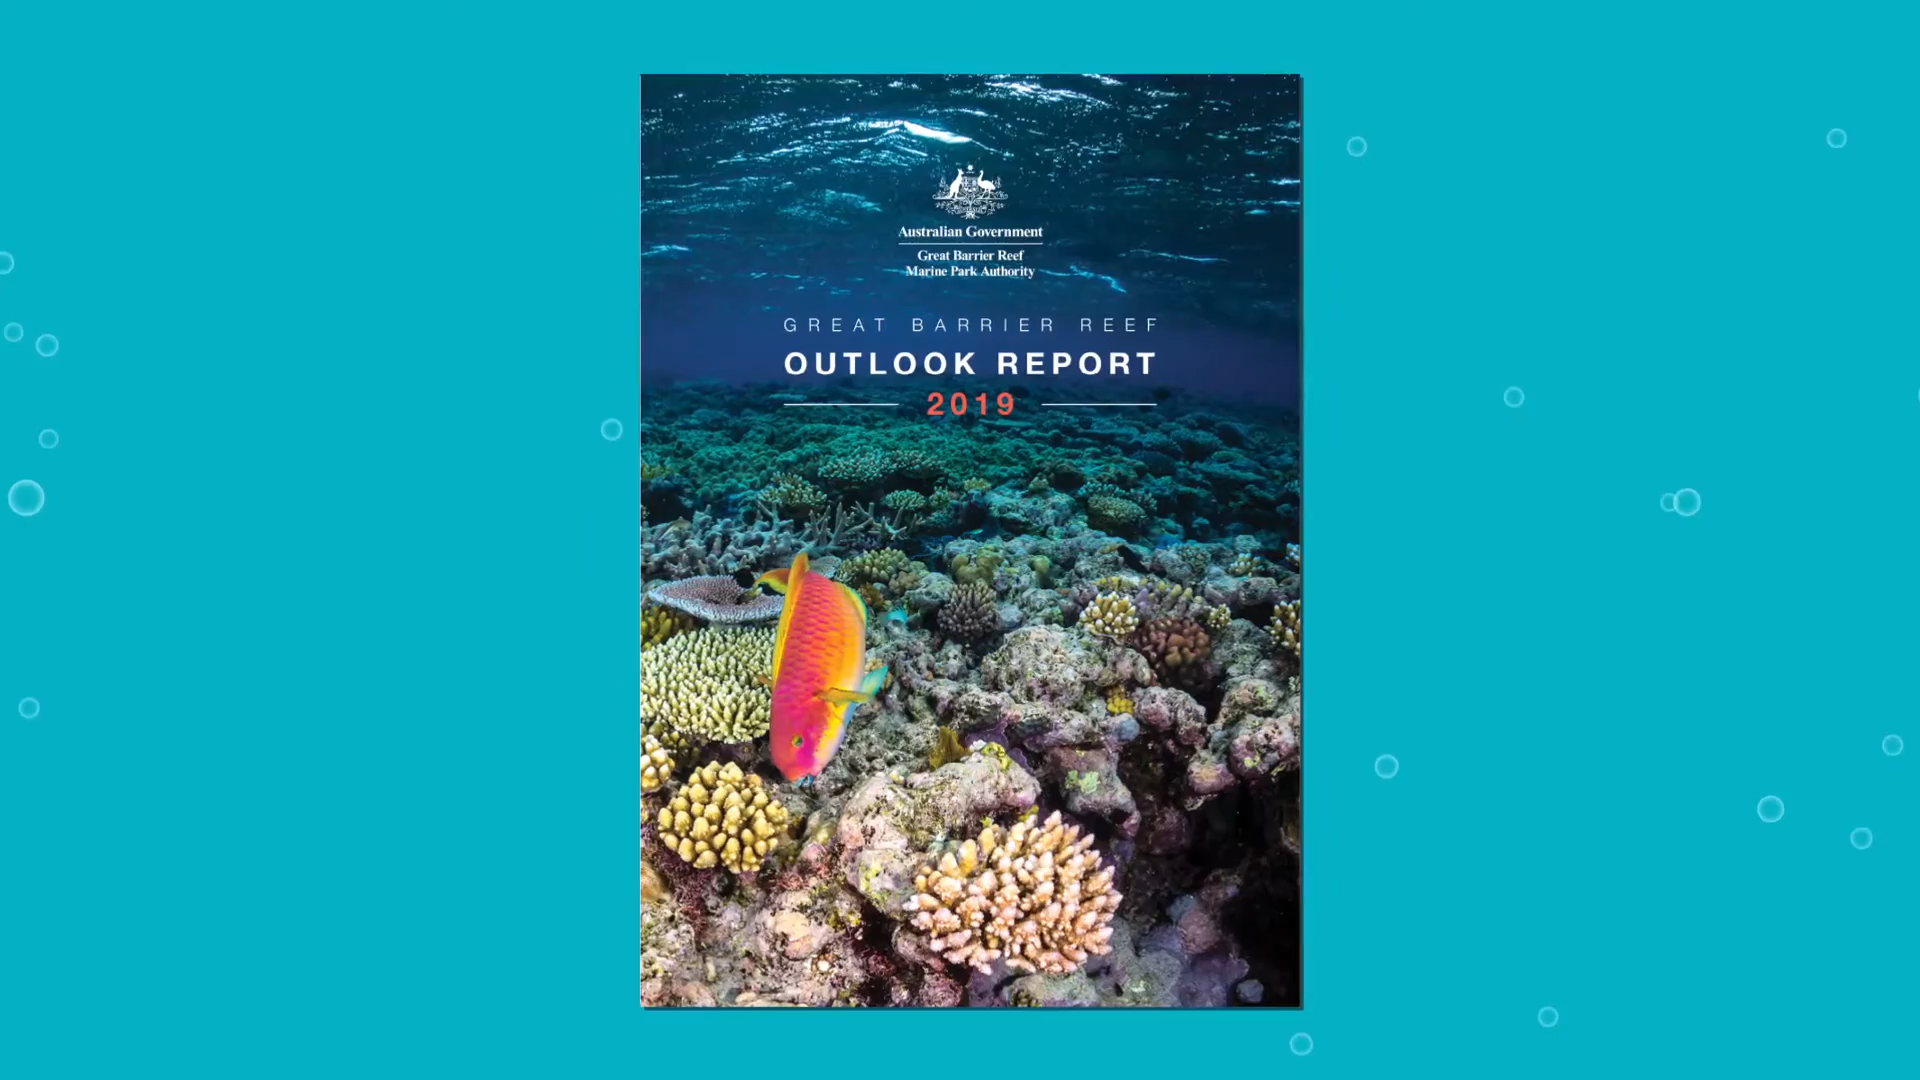 Australian Government
Great Barrier Reef
Marine Park Authority
GREAT BARRIER REEF
OUTLOOK REPORT
2019